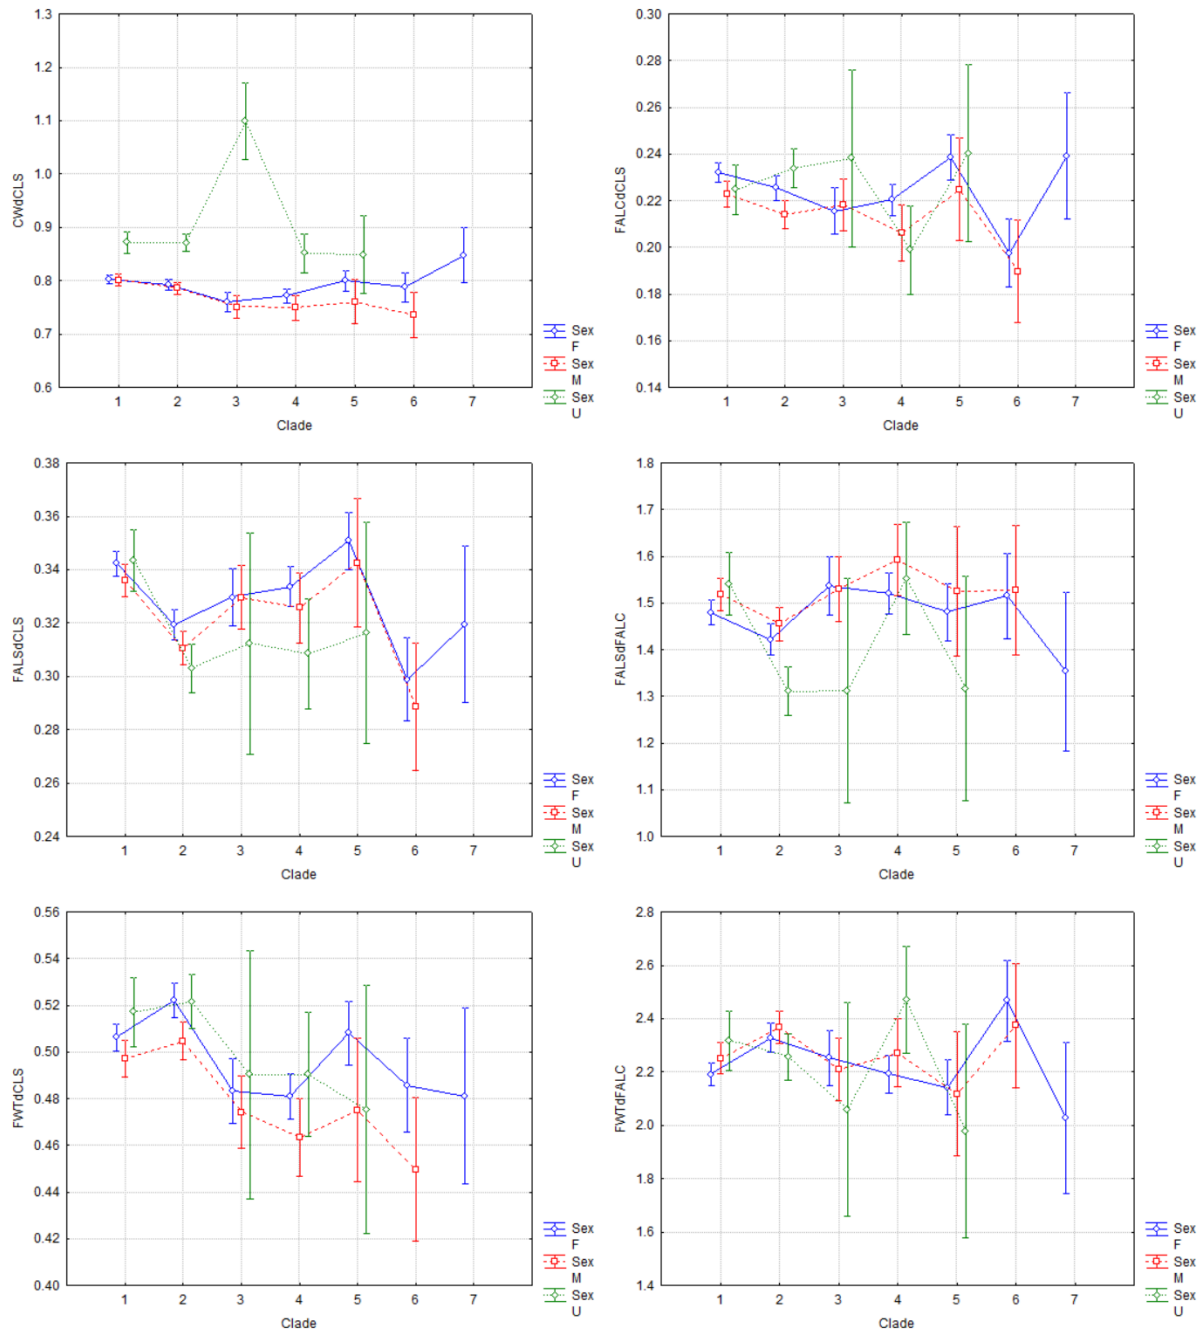 1.3
1.2
1.1
1.0
0.9
0.8
0.7
0.6
CWdCLS
1 2 3 4 5 6 7
Clade
Sex
F
Sex
M
Sex
U
0.30
0.28
0.26
0.24
0.22
0.20
0.18
0.16
0.14
FALCdCLS
1 2 3 4 5 6 7
Clade
Sex
F
Sex
M
Sex
U
0.38
0.36
0.34
0.32
0.30
0.28
0.26
0.24
FALSdCLS
1 2 3 4 5 6 7
Clade
Sex
F
Sex
M
Sex
U
1.8
1.7
1.6
1.5
1.4
1.3
1.2
1.1
1.0
FALSdFALC
1 2 3 4 5 6 7
Clade
Sex
F
Sex
M
Sex
U
0.56
0.54
0.52
0.50
0.48
0.46
0.44
0.42
0.40
FWTdCLS
1 2 3 4 5 6 7
Clade
Sex
F
Sex
M
Sex
U
2.8
2.6
2.4
2.2
2.0
1.8
1.6
1.4
FWTdFALC
1 2 3 4 5 6 7
Clade
Sex
F
Sex
M
Sex
U